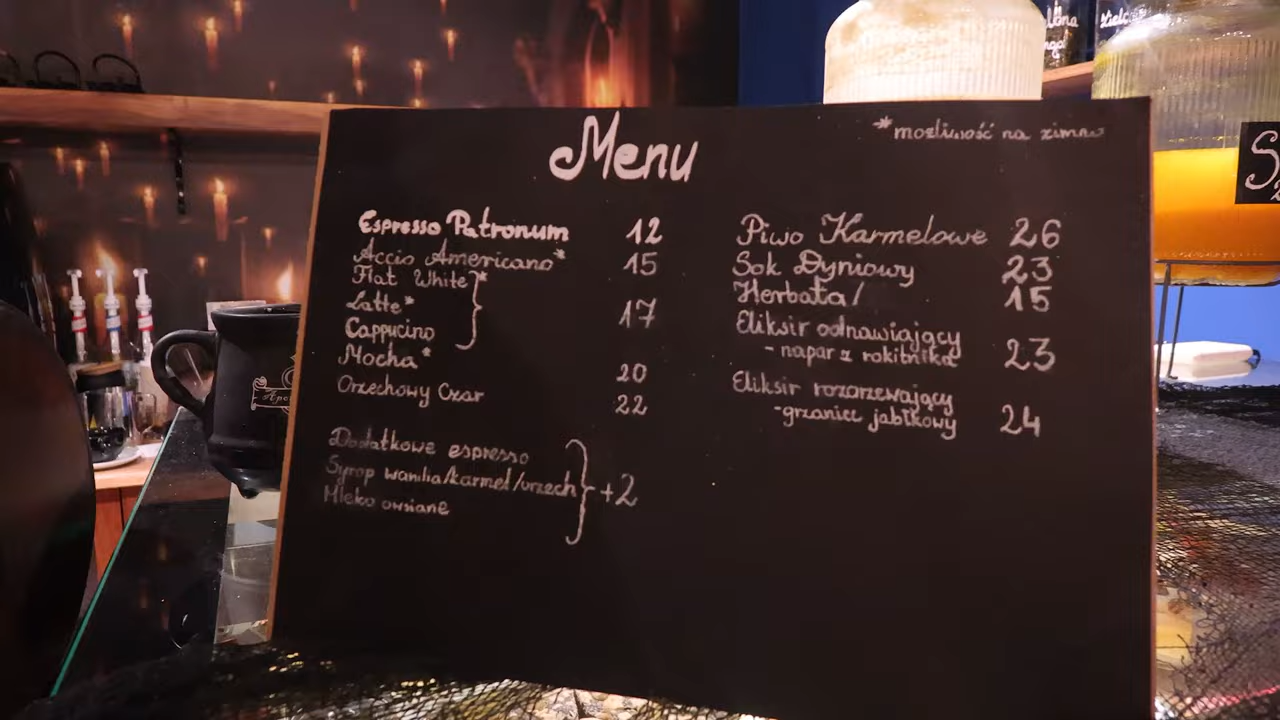 Menu
*możliwość na zimno
Espresso Patronum 12
Accio Americano* 15
Flat White*
Latte* 17
Cappucino
Mocha* 20
Orzechowy Czar 22
Dodatkowe espresso
Syrop wanilia/karmel/orzech +2
Mleko owsiane
Piwo Karmelowe 26
Sok Dyniowy 23
Herbata/ 15
Eliksir odnawiający
- napar z rokitnika 23
Eliksir rozgrzewający
-grzaniec jabłkowy 24